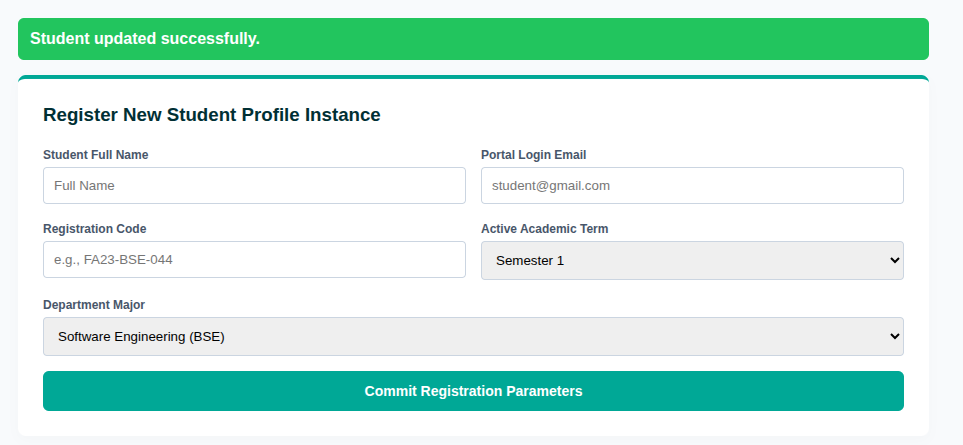 Student updated successfully.
Register New Student Profile Instance
Student Full Name
Portal Login Email
Full Name
student@gmail.com
Registration Code
Active Academic Term
e.g., FA23-BSE-044
Semester 1
Department Major
Software Engineering (BSE)
Commit Registration Parameters